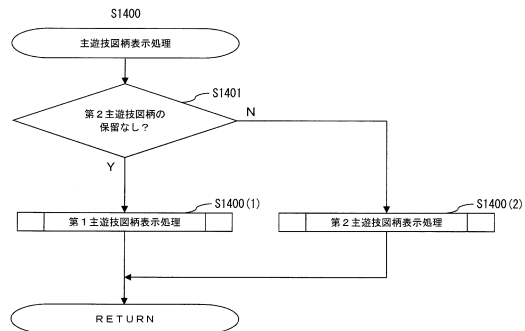 S1400
主遊技図柄表示処理
S1401
第2主遊技図柄の
保留なし?
N
Y
S1400(1)
第1主遊技図柄表示処理
S1400(2)
第2主遊技図柄表示処理
RETURN